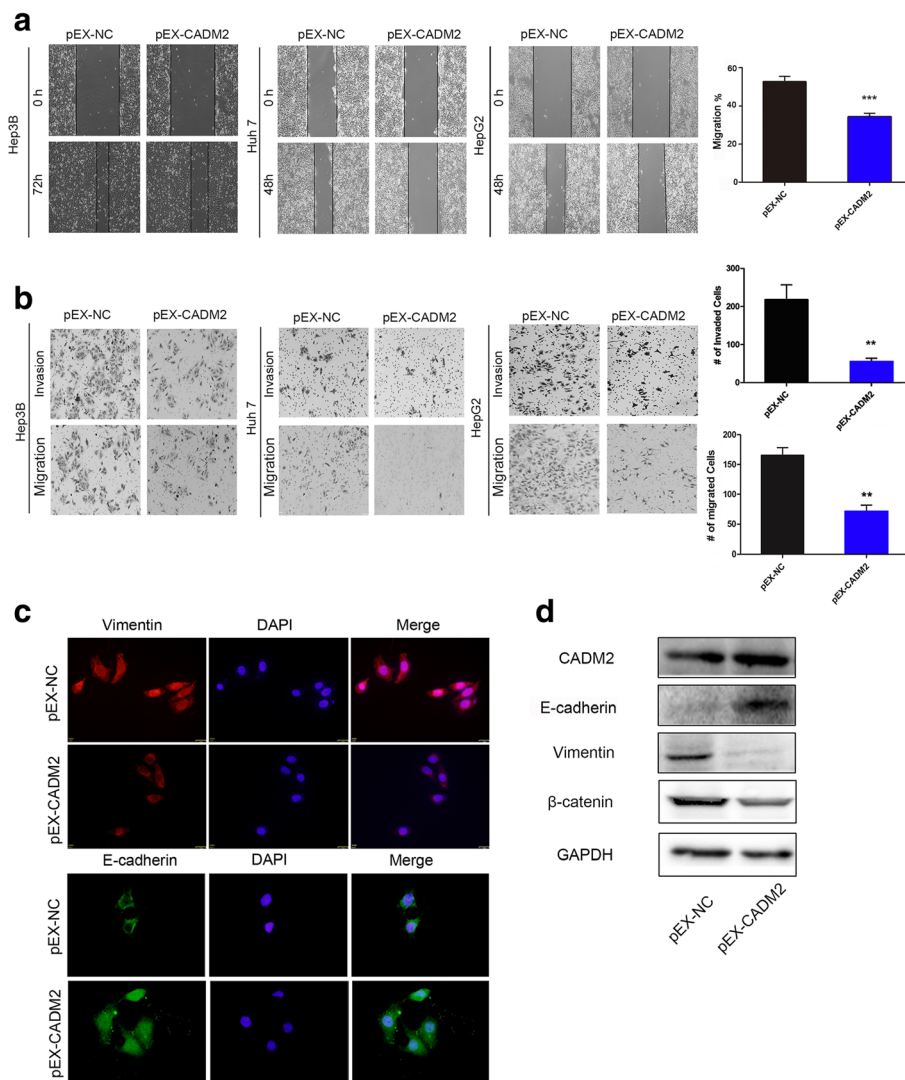 a
pEX-NC pEX-CADM2 pEX-NC pEX-CADM2 pEX-NC pEX-CADM2
Hep3B
0 h
72h
Huh 7
0 h
48h
HepG2
0 h
48h
Migration %
60
40
20
0
***
pEX-NC
pEX-CADM2
b
pEX-NC pEX-CADM2 pEX-NC pEX-CADM2 pEX-NC pEX-CADM2
Hep3B
Invasion
Migration
Huh 7
Invasion
Migration
HepG2
Invasion
Migration
# of Invaded Cells
300
200
100
0
**
pEX-NC
pEX-CADM2
# of migrated Cells
200
150
100
50
0
**
pEX-NC
pEX-CADM2
c
Vimentin DAPI Merge
pEX-NC
pEX-CADM2
E-cadherin DAPI Merge
pEX-NC
pEX-CADM2
d
CADM2
E-cadherin
Vimentin
β-catenin
GAPDH
pEX-NC
pEX-CADM2